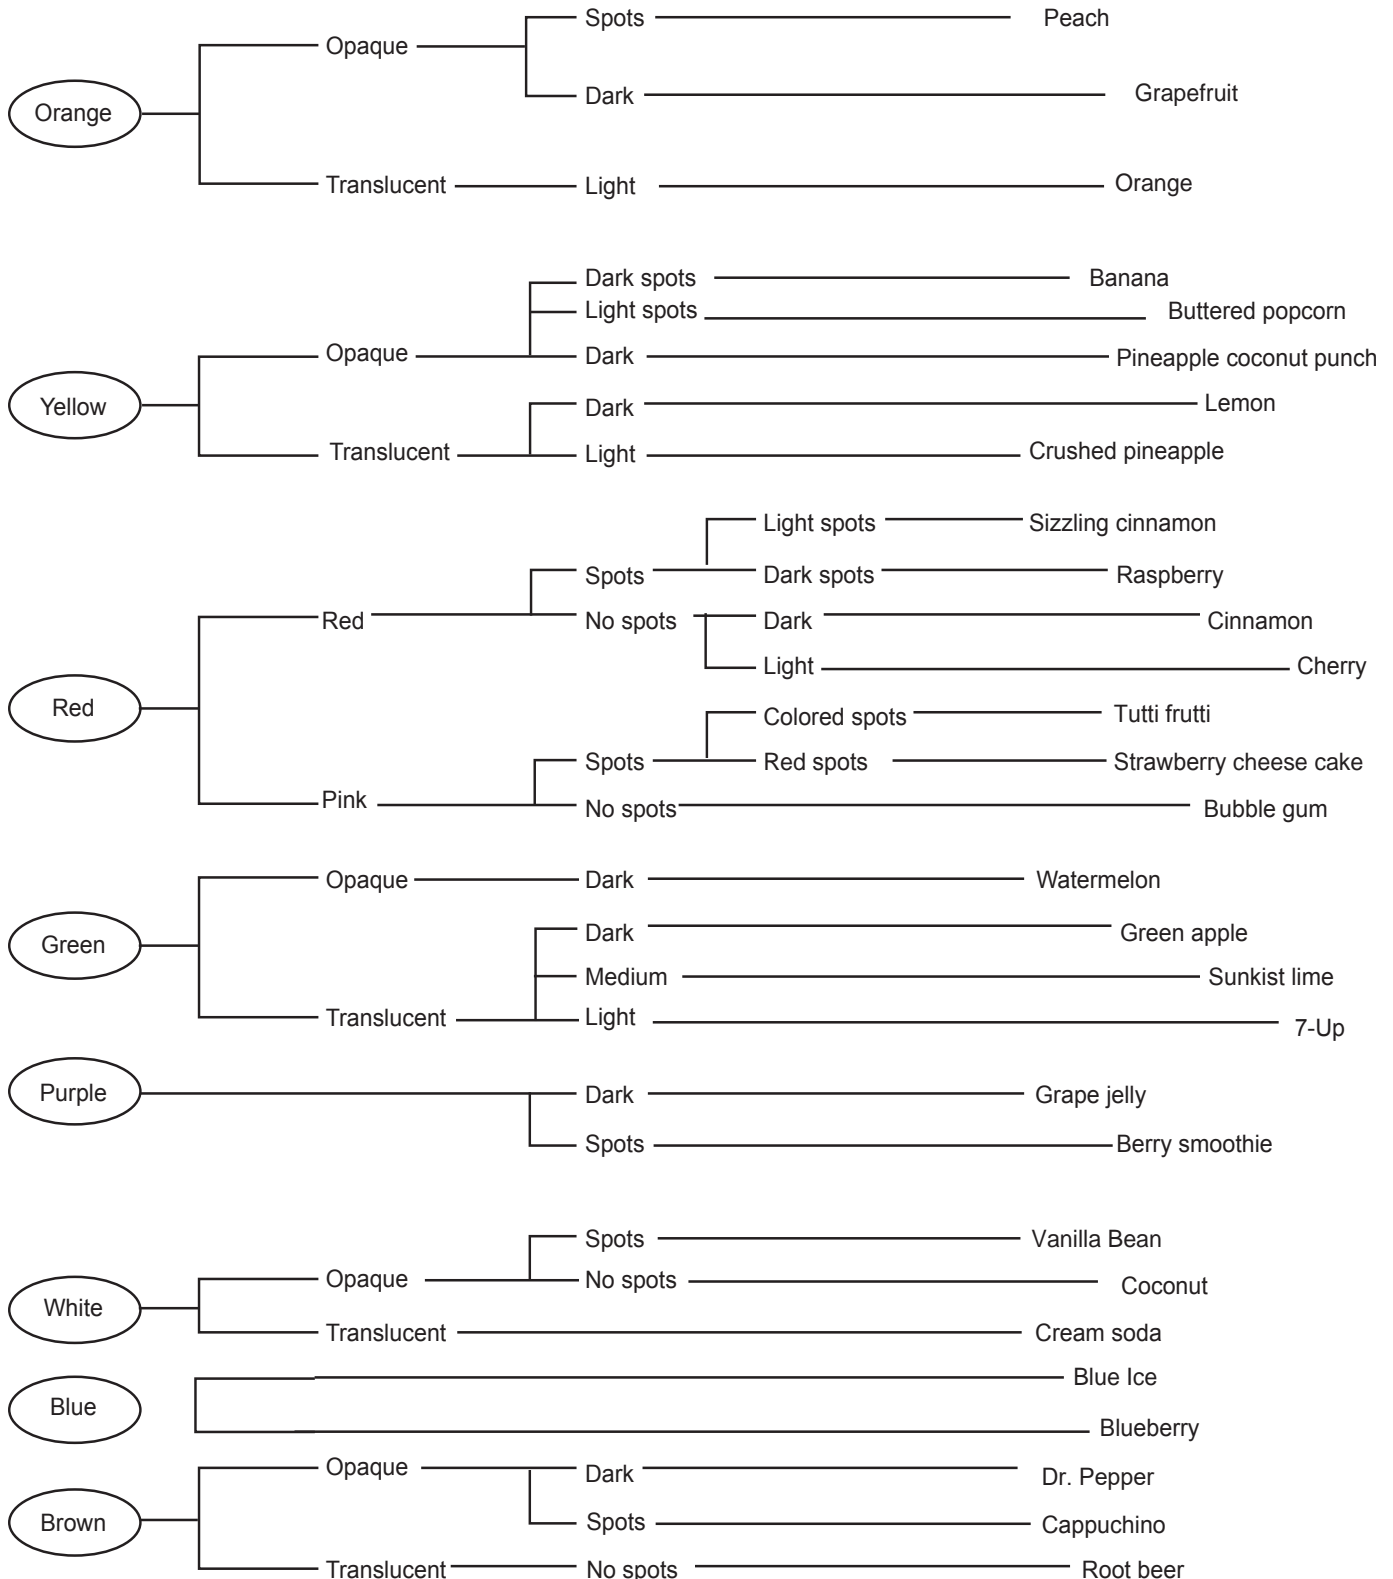 Spots Peach
Opaque
Dark Grapefruit
Orange
Translucent Light Orange
Dark spots Banana
Light spots Buttered popcorn
Opaque Dark Pineapple coconut punch
Yellow Dark Lemon
Translucent Light Crushed pineapple
Light spots Sizzling cinnamon
Spots Dark spots Raspberry
Red No spots Dark Cinnamon
Light Cherry
Red
Colored spots Tutti frutti
Spots Red spots Strawberry cheese cake
Pink No spots Bubble gum
Opaque Dark Watermelon
Dark Green apple
Green
Medium Sunkist lime
Translucent Light 7-Up
Purple Dark Grape jelly
Spots Berry smoothie
Spots Vanilla Bean
Opaque No spots Coconut
White
Translucent Cream soda
Blue Ice
Blue
Blueberry
Opaque Dark Dr. Pepper
Brown Spots Cappuchino
Translucent No spots Root beer